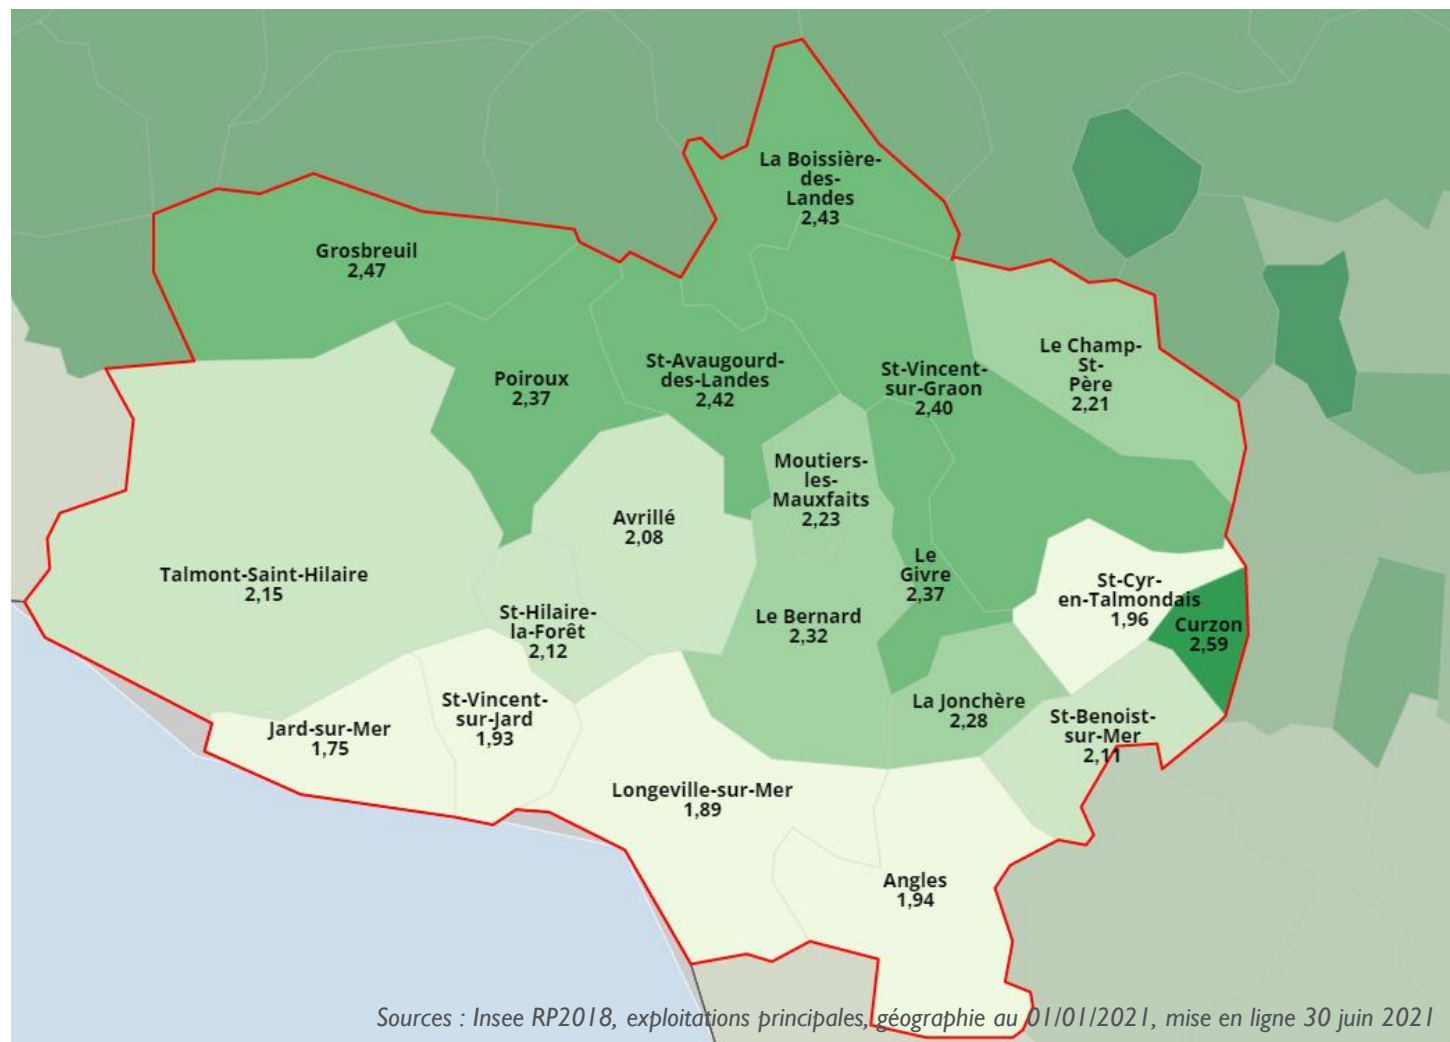 La Boissière-
des-
Landes
2,43
Grosbreuil
2,47
Le Champ-
St-
Père
2,21
St-Avaugourd-
des-Landes
2,42
St-Vincent-
sur-Graon
2,40
Poiroux
2,37
Moutiers-
les-
Mauxfaits
2,23
Avrillé
2,08
Le
Givre
2,37
Talmont-Saint-Hilaire
2,15
St-Cyr-
en-Talmondais
1,96
St-Hilaire-
la-Forêt
2,12
Le Bernard
2,32
Curzon
2,59
St-Vincent-
sur-Jard
1,93
La Jonchère
2,28
St-Benoist-
sur-Mer
2,11
Jard-sur-Mer
1,75
Longeville-sur-Mer
1,89
Angles
1,94
Sources : Insee RP2018, exploitations principales, géographie au 01/01/2021, mise en ligne 30 juin 2021